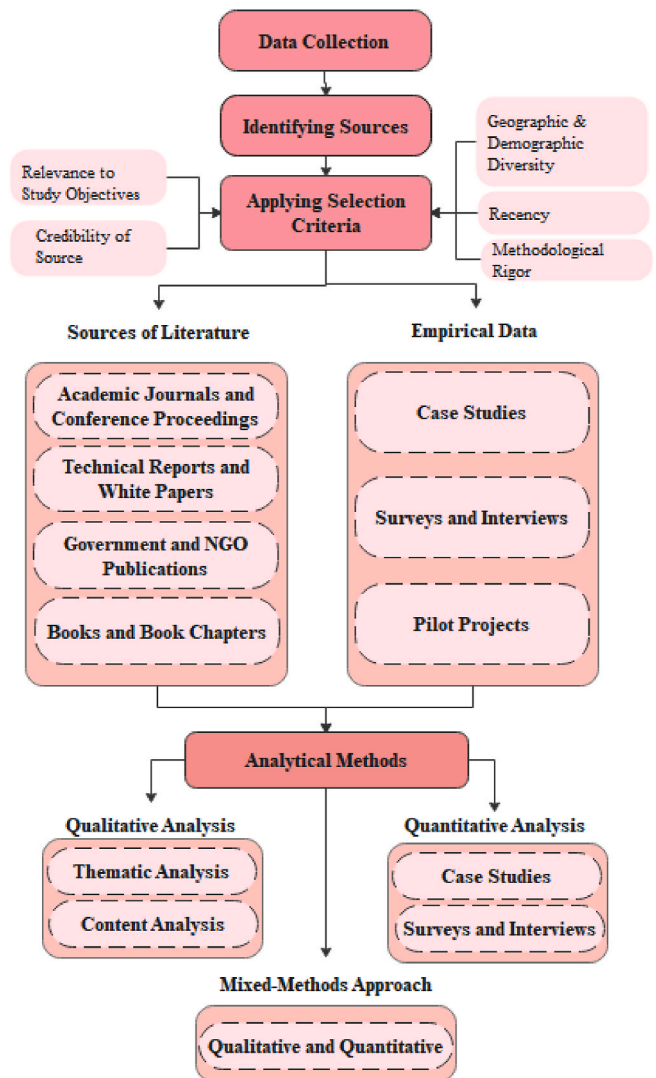 Data Collection
Identifying Sources
Geographic &
Demographic
Diversity
Relevance to
Study Objectives
Applying Selection
Criteria
Recency
Credibility of
Source
Methodological
Rigor
Sources of Literature
Empirical Data
Academic Journals and
Conference Proceedings
Technical Reports and
White Papers
Government and NGO
Publications
Books and Book Chapters
Case Studies
Surveys and Interviews
Pilot Projects
Analytical Methods
Qualitative Analysis
Thematic Analysis
Content Analysis
Quantitative Analysis
Case Studies
Surveys and Interviews
Mixed-Methods Approach
Qualitative and Quantitative